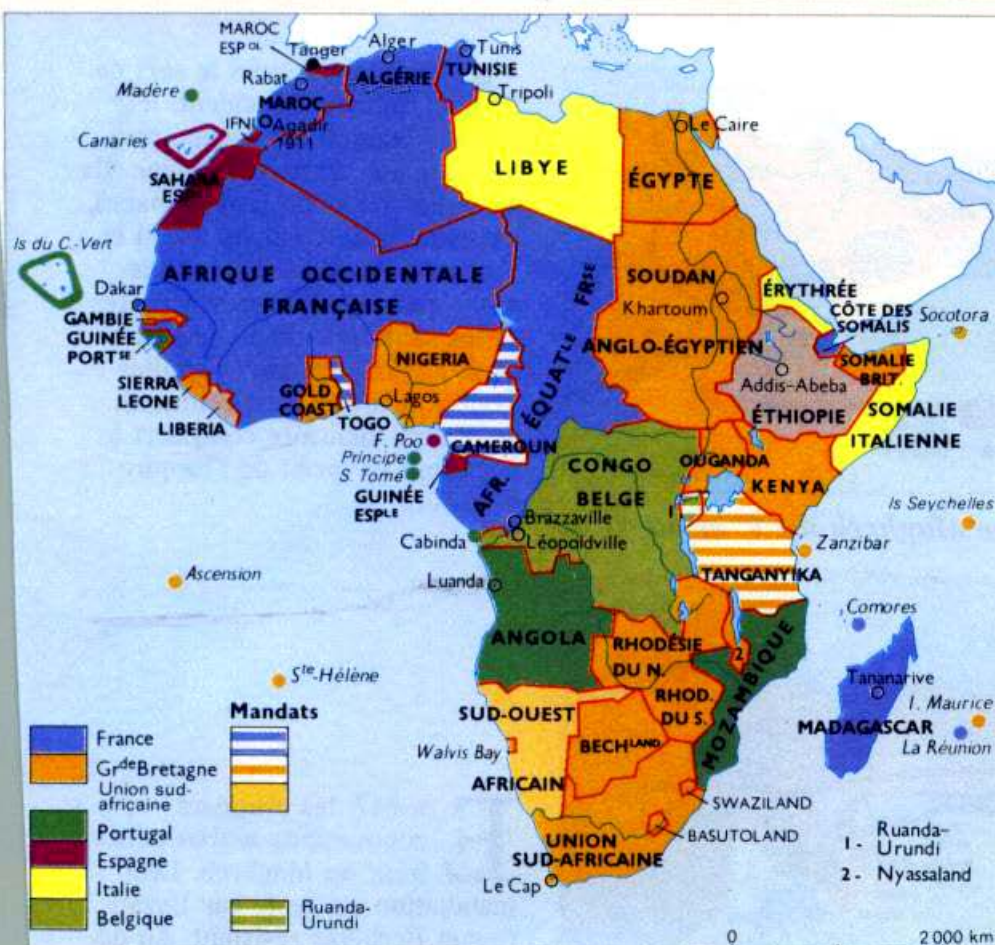 MAROC
ESP OL
Tanger
Alger
Tunis
Rabat
ALGÉRIE
TUNISIE
Madère
MAROC
Tripoli
IFNI
Agadir
1911
Le Caire
Canaries
LIBYE
ÉGYPTE
SAHARA
ESP
Is du C.-Vert
AFRIQUE OCCIDENTALE
FRANÇAISE
Dakar
SOUDAN
Khartoum
ANGLO-ÉGYPTIEN
ÉRYTHRÉE
CÔTE DES
SOMALIS
Socotora
GAMBIE
GUINÉE
PORT SE
NIGERIA
AFR. ÉQUAT LE FR SE
SOMALIE
BRIT.
SIERRA
LEONE
GOLD
COAST
Lagos
Addis-Abeba
ÉTHIOPIE
SOMALIE
ITALIENNE
LIBERIA
TOGO
F. Poo
CAMEROUN
Principe
S. Tomé
CONGO
BELGE
OUGANDA
KENYA
GUINÉE
ESP LE
1
Is Seychelles
Brazzaville
Léopoldville
Cabinda
Zanzibar
TANGANYIKA
Ascension
Luanda
Comores
ANGOLA
RHODÉSIE
DU N.
2
MOZAMBIQUE
Ste-Hélène
Tananarive
RHOD.
DU S.
I. Maurice
MADAGASCAR
La Réunion
SUD-OUEST
AFRICAIN
Walvis Bay
BECH LAND
SWAZILAND
BASUTOLAND
UNION
SUD-AFRICAINE
Le Cap
Mandats
France
Gr de Bretagne
Union sud-
africaine
Portugal
Espagne
Italie
Belgique
Ruanda-
Urundi
1- Ruanda-
Urundi
2- Nyassaland
0 2 000 km